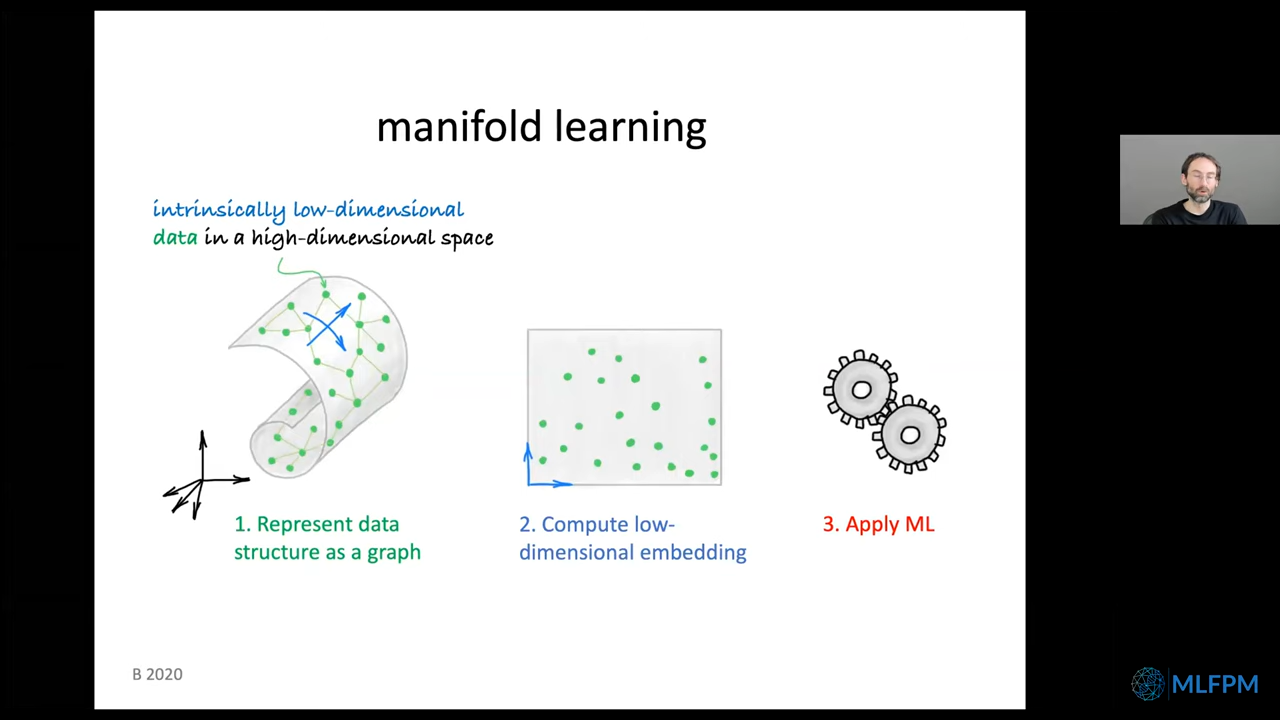 manifold learning
intrinsically low-dimensional
data in a high-dimensional space
1. Represent data
structure as a graph
2. Compute low-
dimensional embedding
3. Apply ML
B 2020
MLFPM